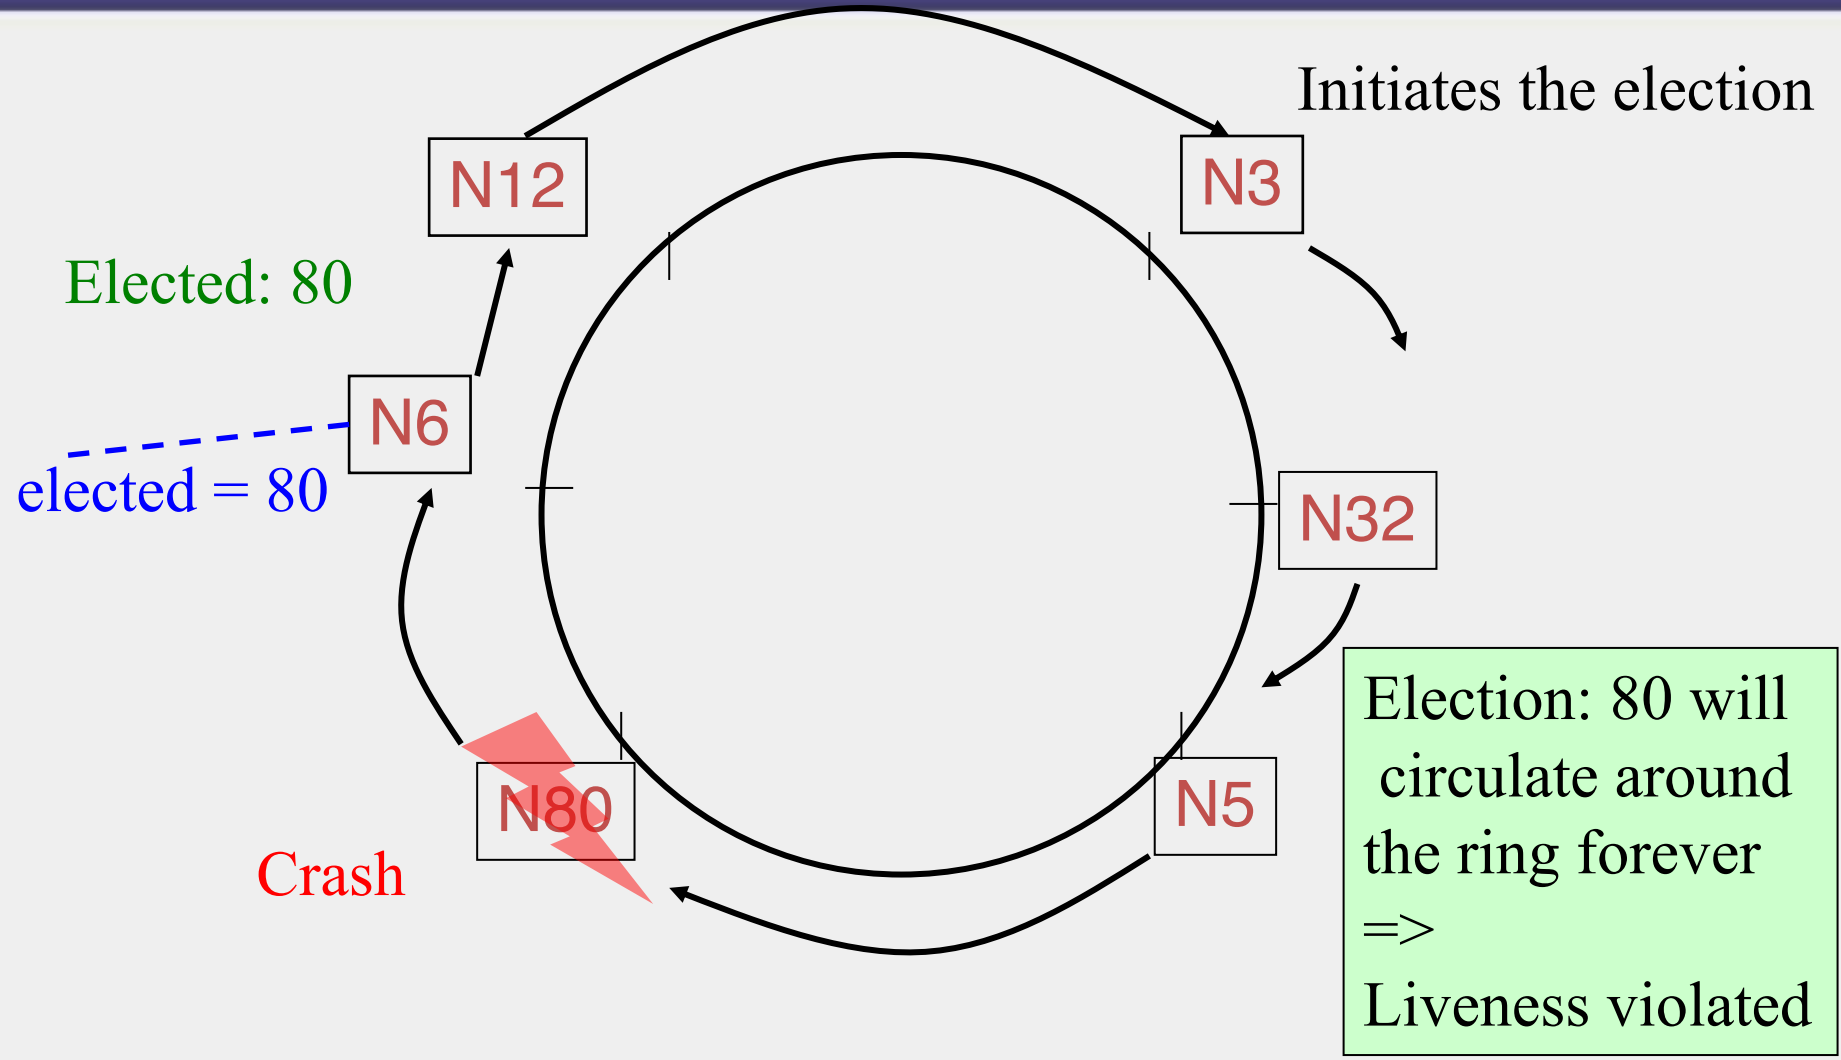 Initiates the election
N12
N3
Elected: 80
N6
elected = 80
N32
N80
N5
Crash
Election: 80 will
circulate around
the ring forever
=>
Liveness violated